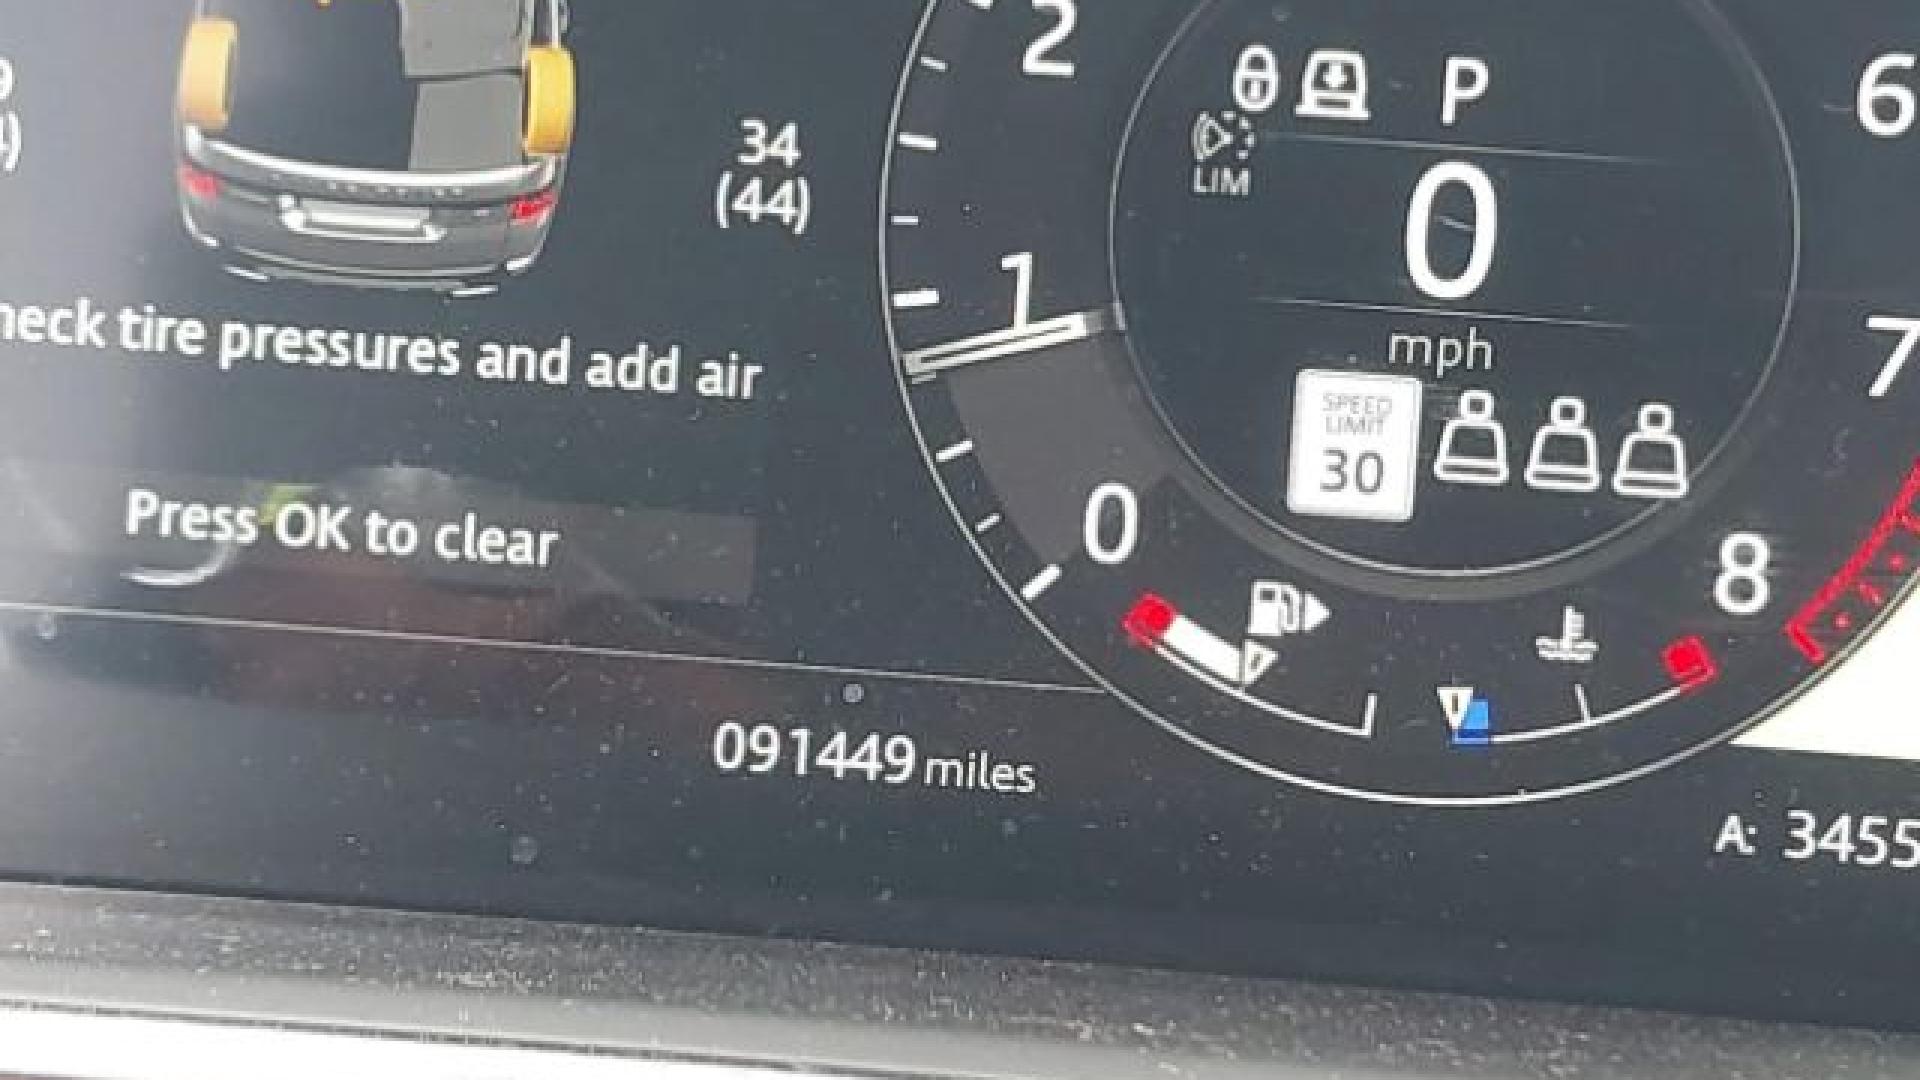 34
(44)
heck tire pressures and add air
Press OK to clear
091449 miles
2
1
0
P
LIM
0
mph
SPEED
LIMIT
30
6
7
8
A: 3455